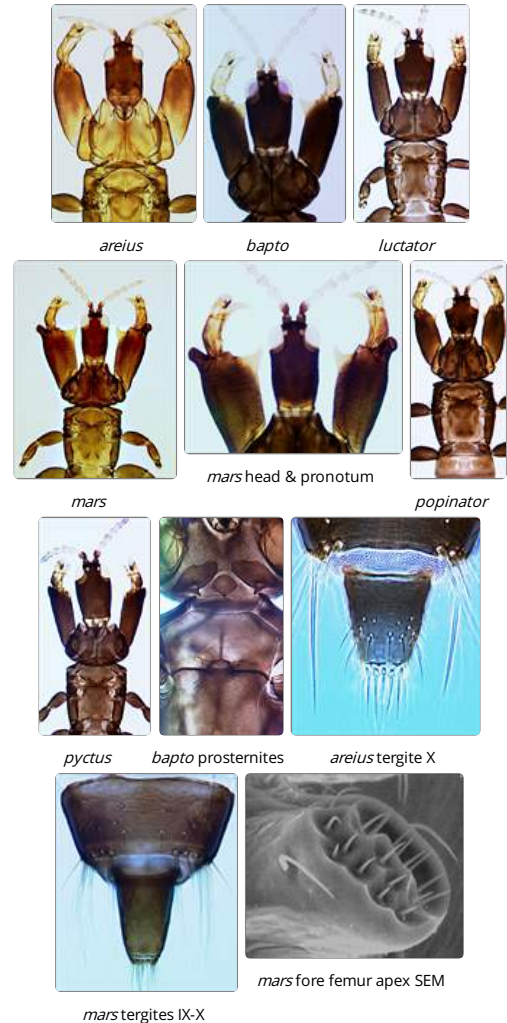 areius bapto luctator
mars head & pronotum
mars popinator
pyctus bapto prosternites areius tergite X
mars fore femur apex SEM
mars tergites IX-X